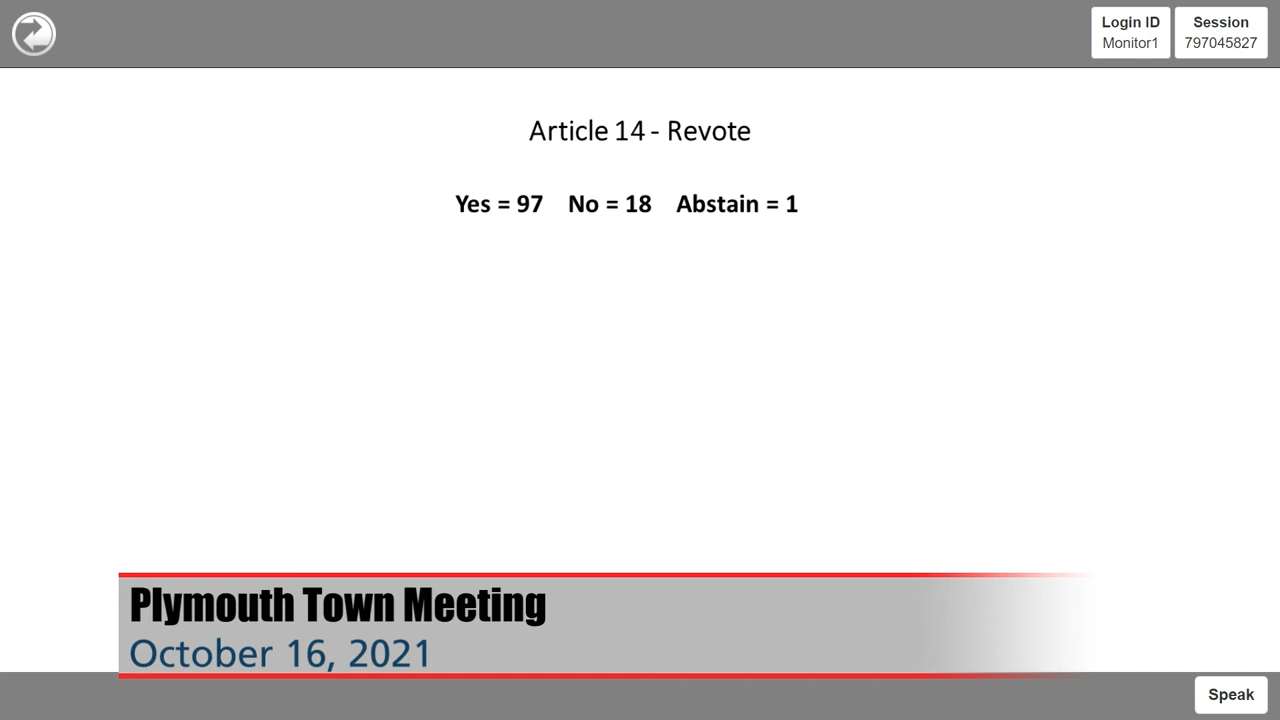 Login ID
Monitor1
Session
797045827
Article 14 - Revote
Yes = 97 No = 18 Abstain = 1
Plymouth Town Meeting
October 16, 2021
Speak